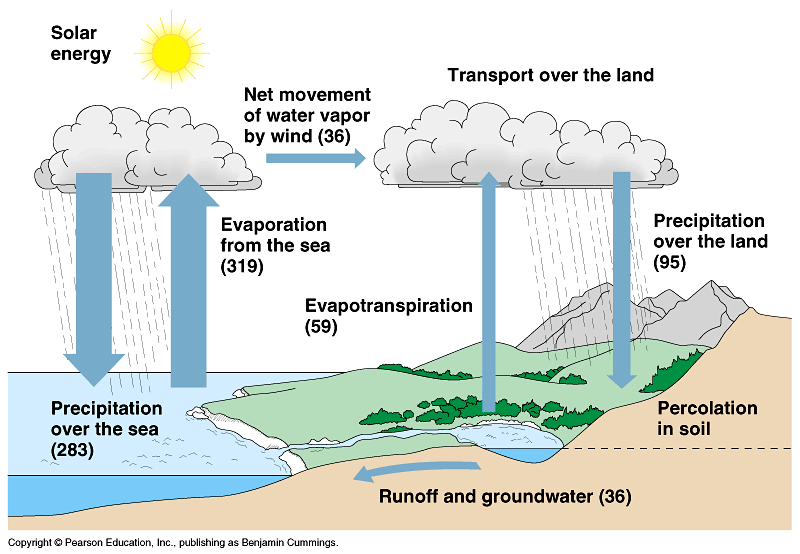 Solar
energy
Transport over the land
Net movement
of water vapor
by wind (36)
Evaporation
from the sea
(319)
Precipitation
over the land
(95)
Evapotranspiration
(59)
Precipitation
over the sea
(283)
Percolation
in soil
Runoff and groundwater (36)
Copyright © Pearson Education, Inc., publishing as Benjamin Cummings.